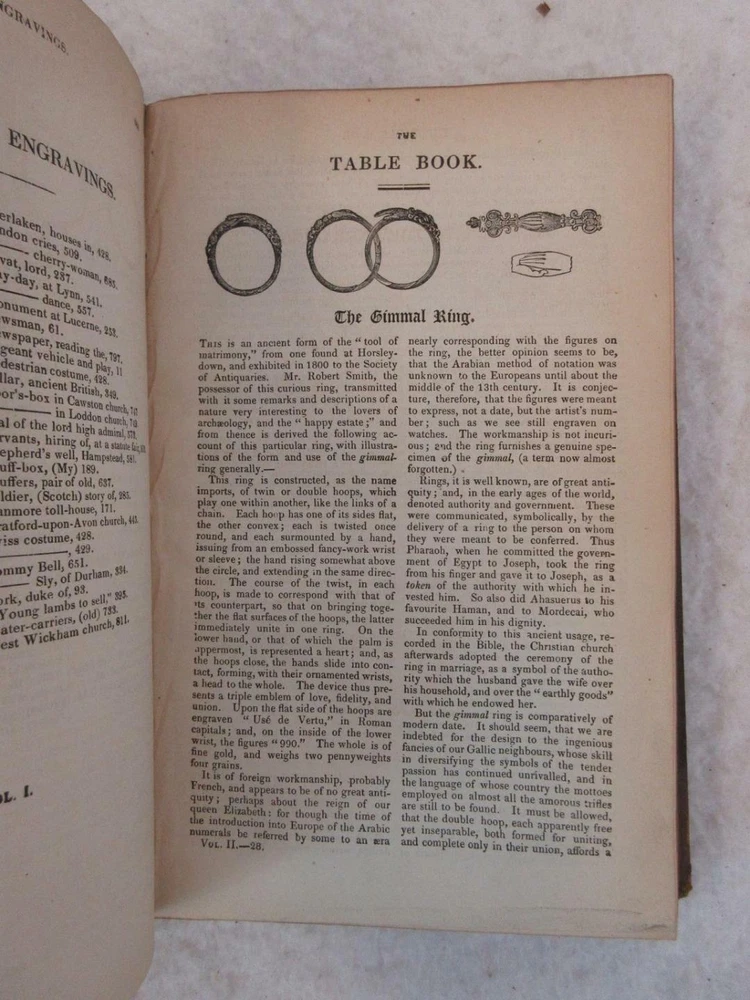 NGRAVINGS.
ENGRAVINGS.
erlaken, houses in, 428.
ndon cries, 509.
cherry-woman, 685.
vat, lord, 287.
ay-day, at Lynn, 541.
dance, 557.
onument at Lucerne, 253.
wsman, 61.
wspaper, reading the, 797.
geant vehicle and play, 11
destrian costume, 428.
llar, ancient British, 349.
or's-box in Cawston church, 747
in Loddon church, 749
al of the lord high admiral,
rvants, hiring of, at a statute fair,
epherd's well, Hampstead, 381.
uff-box, (My) 189.
uffers, pair of old, 637.
ldier, (Scotch) story of, 285.
anmore toll-house, 171.
ratford-upon-Avon church, 445
iss costume, 428.
, 429.
ommy Bell, 651.
Sly, of Durham, 334.
ork, duke of, 93.
Young lambs to sell," 395.
ater-carriers, (old) 733.
est Wickham church, 811.
OL. I.
THE
TABLE BOOK.
The Gimmal Ring.
THIS is an ancient form of the "tool of
matrimony," from one found at Horsley-
down, and exhibited in 1800 to the Society
of Antiquaries. Mr. Robert Smith, the
possessor of this curious ring, transmitted
with it some remarks and descriptions of a
nature very interesting to the lovers of
archæology, and the "happy estate;" and
from thence is derived the following ac-
count of this particular ring, with illustra-
tions of the form and use of the gimmal-
ring generally.—
This ring is constructed, as the name
imports, of twin or double hoops, which
play one within another, like the links of a
chain. Each hoop has one of its sides flat,
the other convex; each is twisted once
round, and each surmounted by a hand,
issuing from an embossed fancy-work wrist
or sleeve; the hand rising somewhat above
the circle, and extending in the same direc-
tion. The course of the twist, in each
hoop, is made to correspond with that of
its counterpart, so that on bringing toge-
ther the flat surfaces of the hoops, the latter
immediately unite in one ring. On the
lower hand, or that of which the palm is
uppermost, is represented a heart; and, as
the hoops close, the hands slide into con-
tact, forming, with their ornamented wrists,
a head to the whole. The device thus pre-
sents a triple emblem of love, fidelity, and
union. Upon the flat side of the hoops are
engraven "Usé de Vertu," in Roman
capitals; and, on the inside of the lower
wrist, the figures "990." The whole is of
fine gold, and weighs two pennyweights
four grains.
It is of foreign workmanship, probably
French, and appears to be of no great anti-
quity; perhaps about the reign of our
queen Elizabeth: for though the time of
the introduction into Europe of the Arabic
numerals be referred by some to an æra
VOL. II.—28.
nearly corresponding with the figures on
the ring, the better opinion seems to be,
that the Arabian method of notation was
unknown to the Europeans until about the
middle of the 13th century. It is conjec-
ture, therefore, that the figures were meant
to express, not a date, but the artist's num-
ber; such as we see still engraven on
watches. The workmanship is not incuri-
ous; and the ring furnishes a genuine spe-
cimen of the gimmal, (a term now almost
forgotten.)
Rings, it is well known, are of great anti-
quity; and, in the early ages of the world,
denoted authority and government. These
were communicated, symbolically, by the
delivery of a ring to the person on whom
they were meant to be conferred. Thus
Pharaoh, when he committed the govern-
ment of Egypt to Joseph, took the ring
from his finger and gave it to Joseph, as a
token of the authority with which he in-
vested him. So also did Ahasuerus to his
favourite Haman, and to Mordecai, who
succeeded him in his dignity.
In conformity to this ancient usage, re-
corded in the Bible, the Christian church
afterwards adopted the ceremony of the
ring in marriage, as a symbol of the autho-
rity which the husband gave the wife over
his household, and over the "earthly goods"
with which he endowed her.
But the gimmal ring is comparatively of
modern date. It should seem, that we are
indebted for the design to the ingenious
fancies of our Gallic neighbours, whose skill
in diversifying the symbols of the tender
passion has continued unrivalled, and in
the language of whose country the mottoes
employed on almost all the amorous trifles
are still to be found. It must be allowed,
that the double hoop, each apparently free
yet inseparable, both formed for uniting,
and complete only in their union, affords a